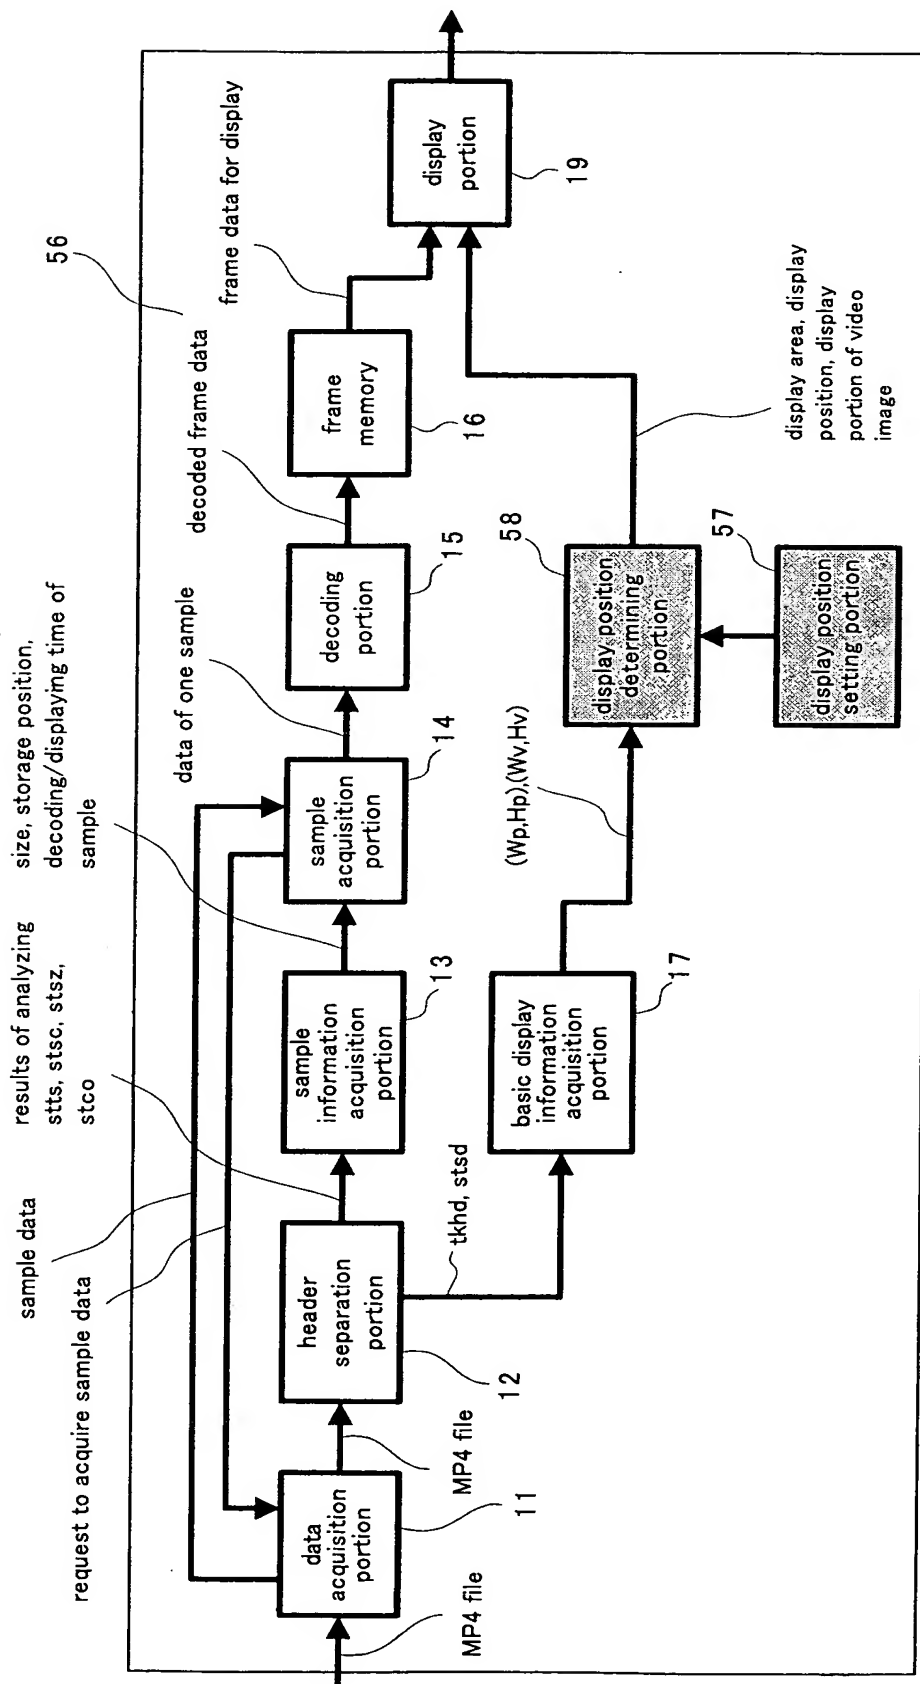 sample data
request to acquire sample data
results of analyzing
stts, stsc, stsz,
stco
size, storage position,
decoding/displaying time of
sample
data of one sample
decoded frame data
56
frame data for display
MP4 file
data
acquisition
portion
11
MP4 file
header
separation
portion
12
tkhd, stsd
sample
information
acquisition
portion
13
sample
acquisition
portion
14
decoding
portion
15
frame
memory
16
display
portion
19
basic display
information
acquisition
portion
17
(Wp,Hp),(Wv,Hv)
display position
determining
portion
58
display position
setting portion
57
display area, display
position, display
portion of video
image